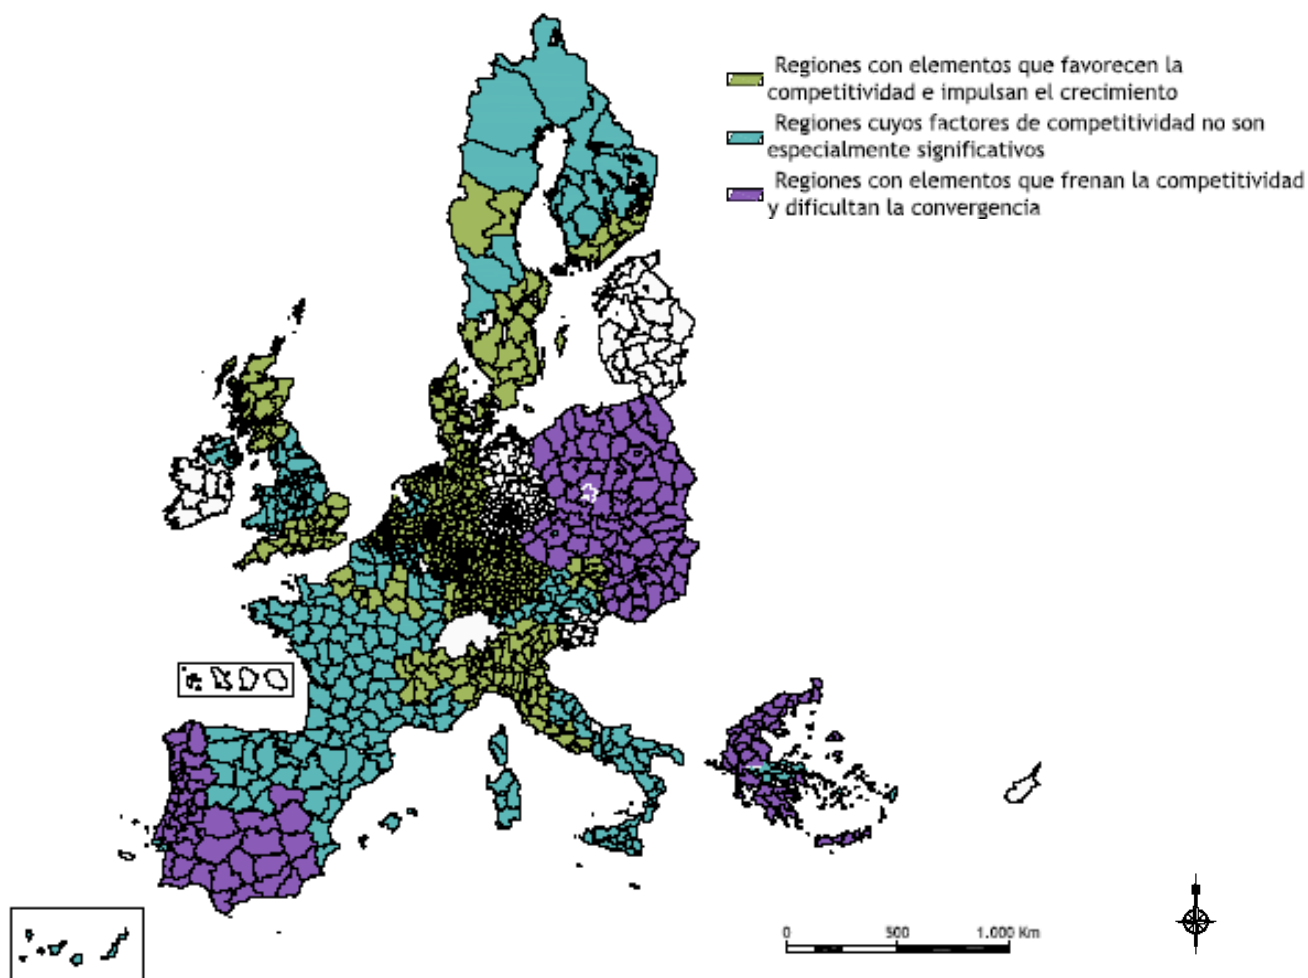 Regiones con elementos que favorecen la
competitividad e impulsan el crecimiento
Regiones cuyos factores de competitividad no son
especialmente significativos
Regiones con elementos que frenan la competitividad
y dificultan la convergencia
0 500 1.000 Km